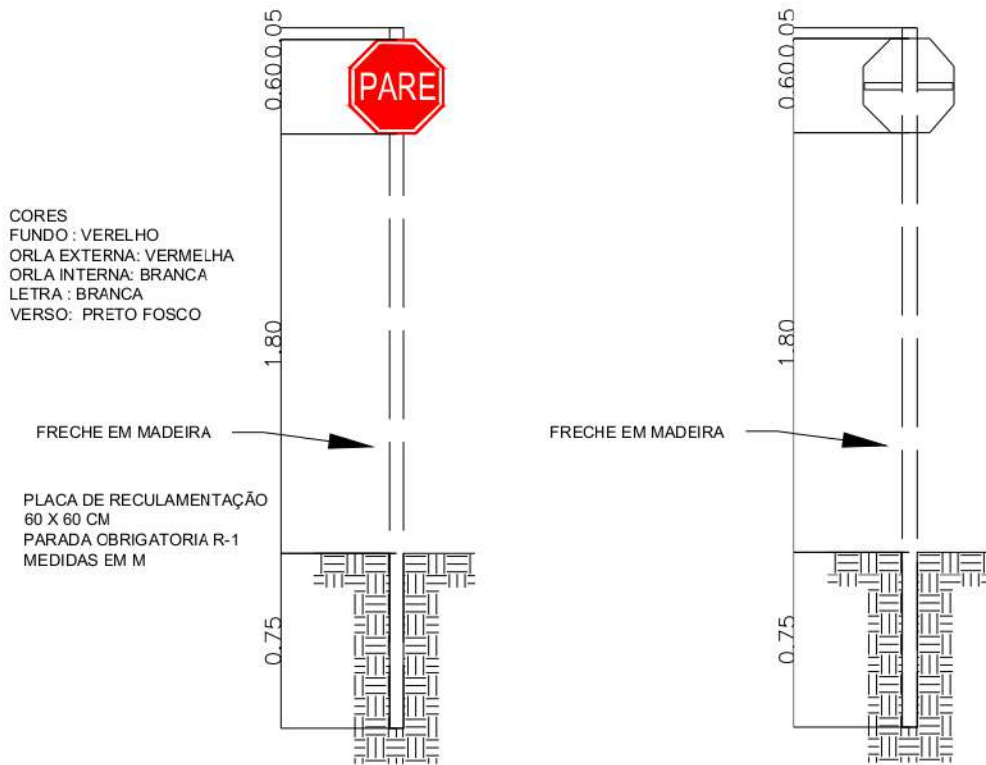 0.05
0.60
PARE
CORES
FUNDO : VERELHO
ORLA EXTERNA: VERMELHA
ORLA INTERNA: BRANCA
LETRA : BRANCA
VERSO: PRETO FOSCO
1.80
FRECHE EM MADEIRA
PLACA DE RECULAMENTAÇÃO
60 X 60 CM
PARADA OBRIGATORIA R-1
MEDIDAS EM M
0.75
0.05
0.60
1.80
FRECHE EM MADEIRA
0.75